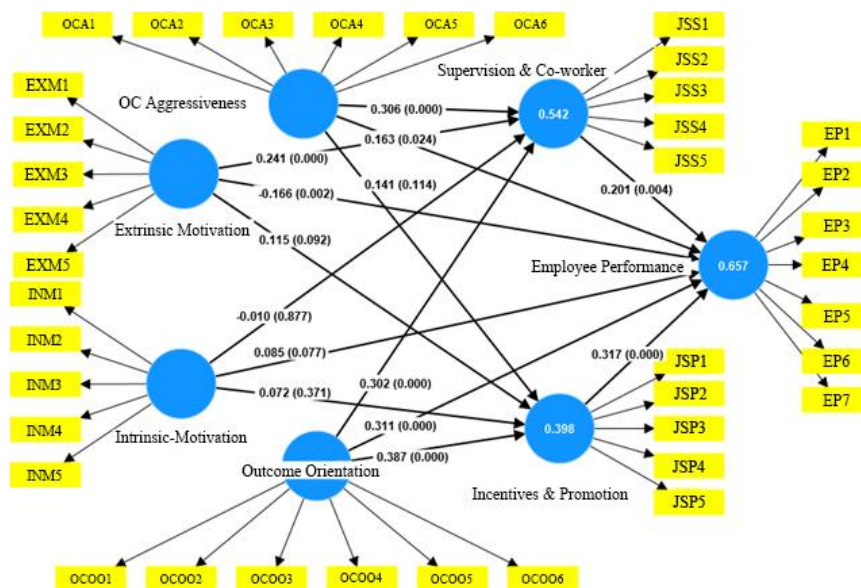 OCA1
OCA2
OCA3
OCA4
OCA5
OCA6
JSS1
JSS2
JSS3
JSS4
JSS5
Supervision & Co-worker
OC Aggressiveness
EXM1
EXM2
EXM3
EXM4
EXM5
Extrinsic Motivation
0.306 (0.000)
0.542
0.163 (0.024)
0.241 (0.000)
0.141 (0.114)
-0.166 (0.002)
0.201 (0.004)
0.115 (0.092)
EP1
EP2
EP3
EP4
EP5
EP6
EP7
Employee Performance
0.657
INM1
INM2
INM3
INM4
INM5
Intrinsic-Motivation
-0.010 (0.877)
0.085 (0.077)
0.072 (0.371)
0.302 (0.000)
0.317 (0.000)
0.311 (0.000)
0.387 (0.000)
0.398
JSP1
JSP2
JSP3
JSP4
JSP5
Outcome Orientation
Incentives & Promotion
OCOO1
OCOO2
OCOO3
OCOO4
OCOO5
OCOO6